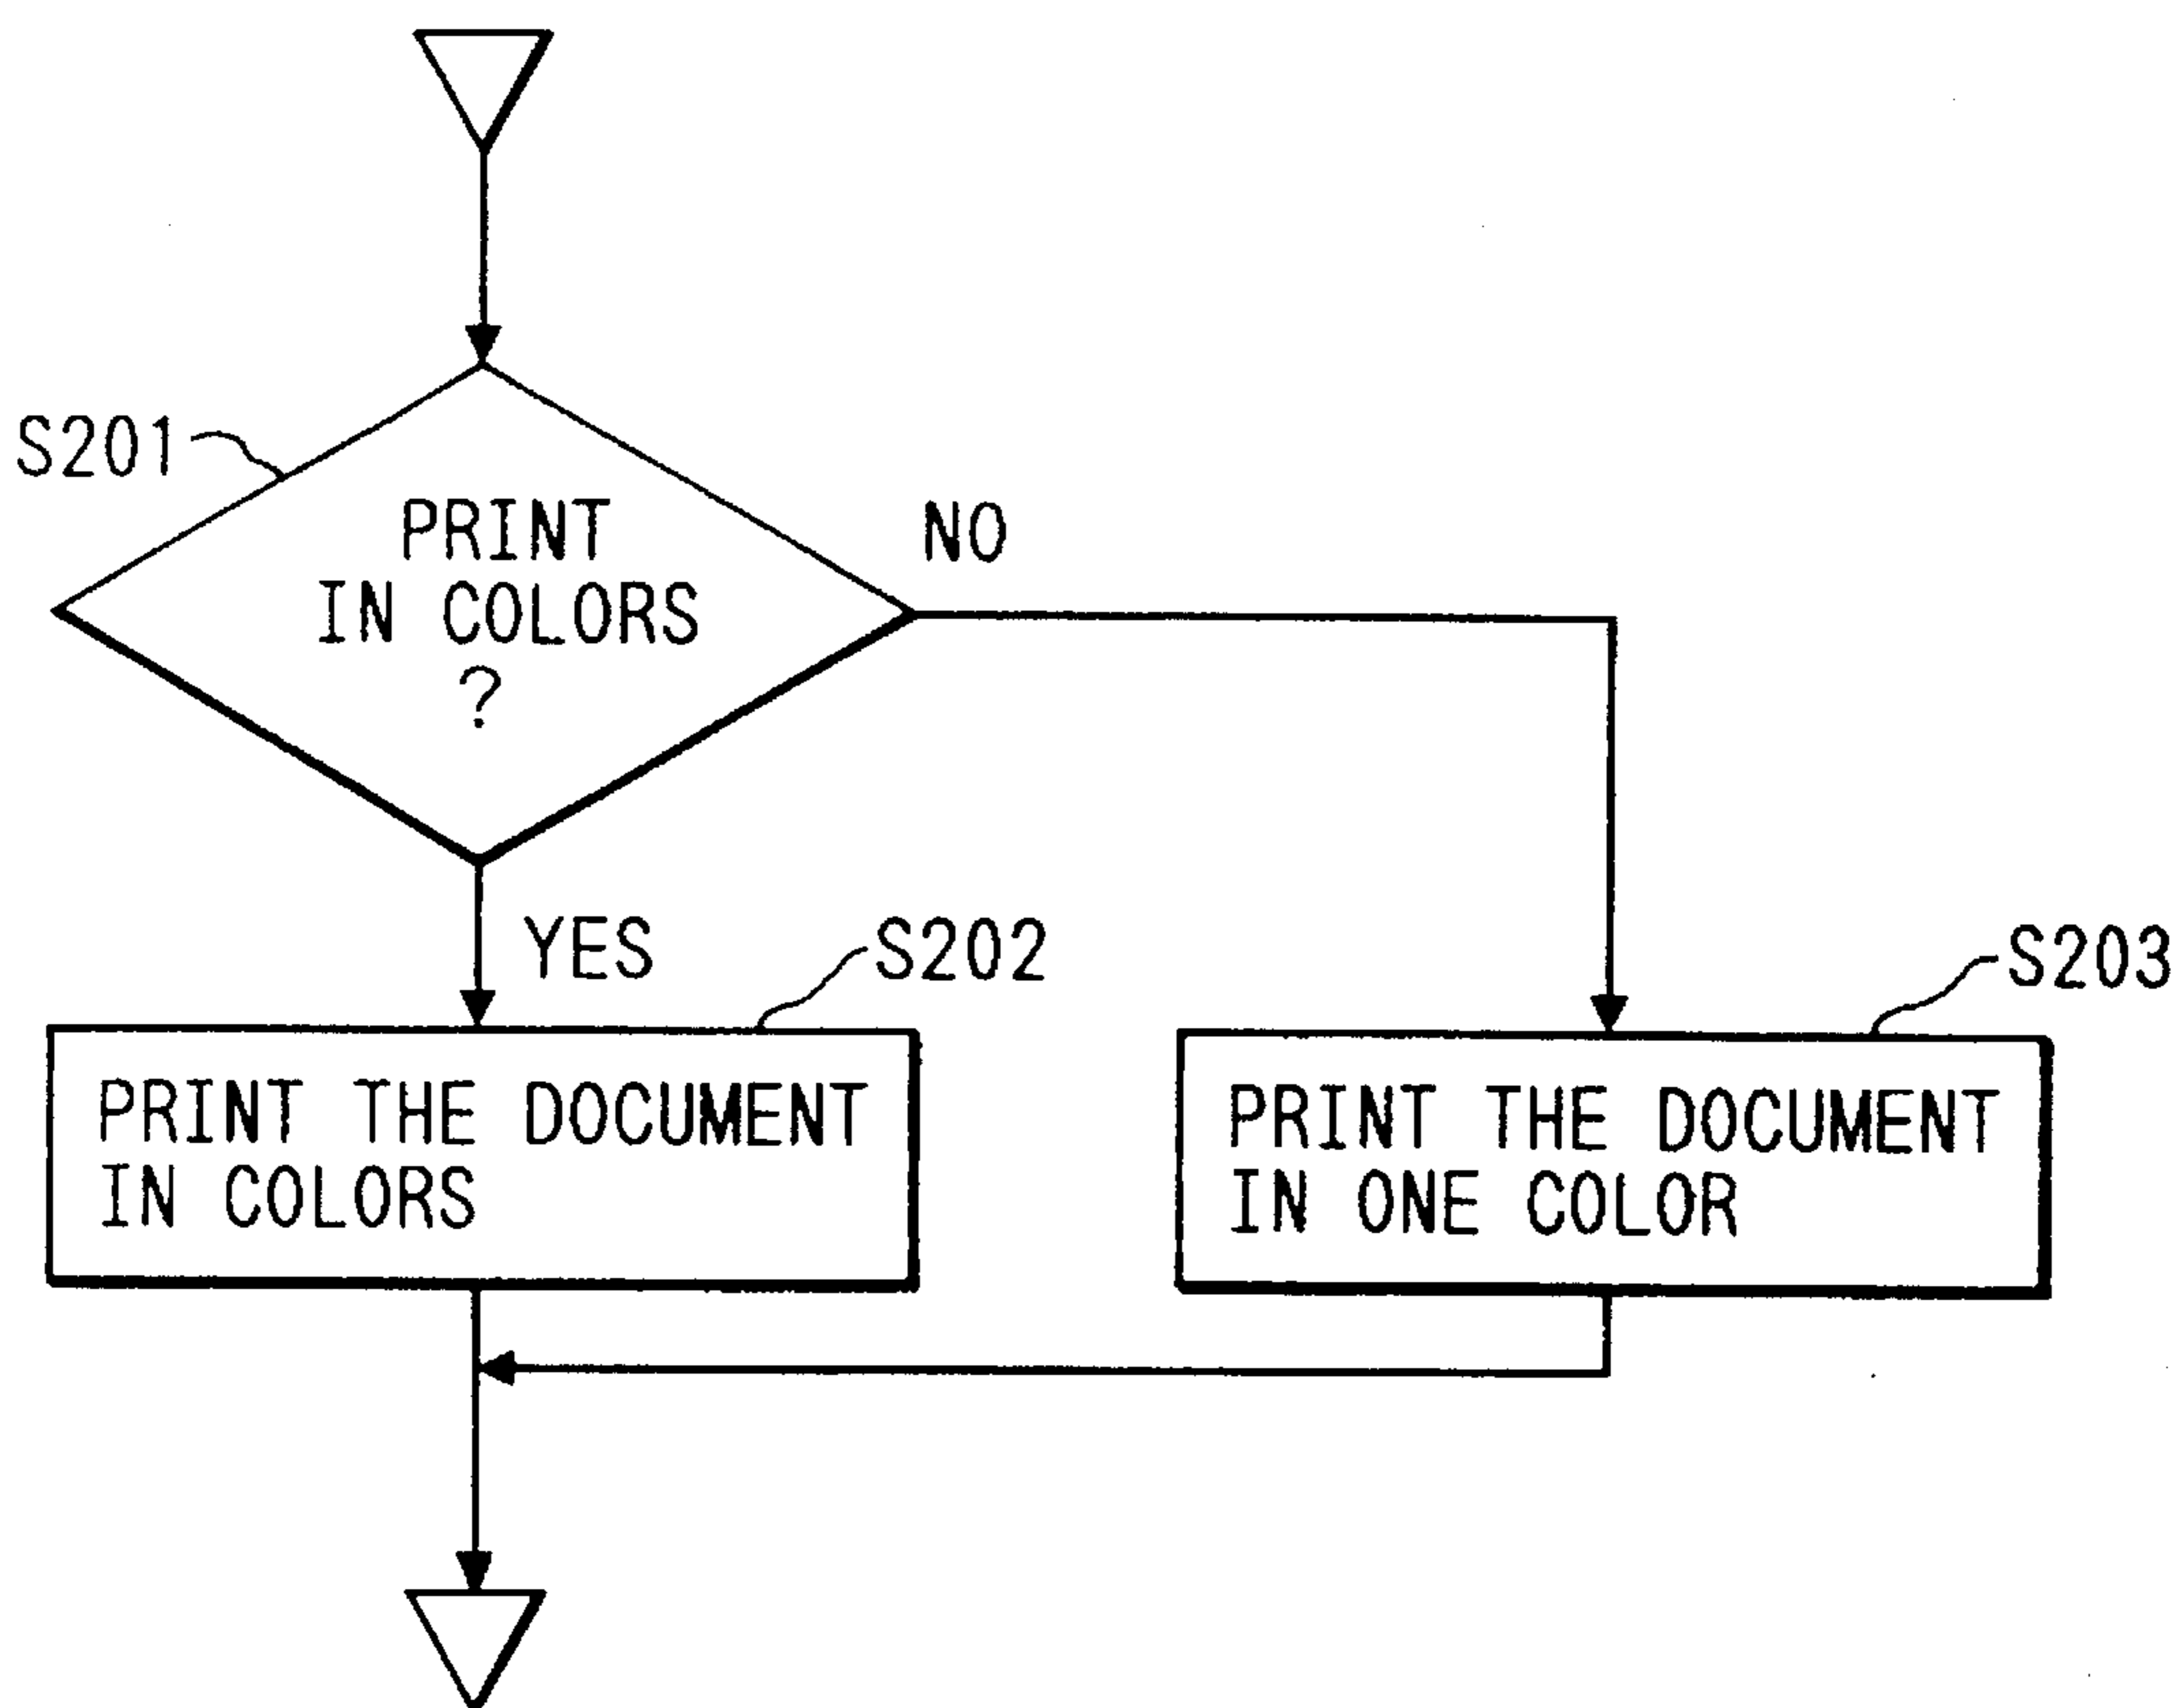 S201
PRINT
IN COLORS
?
NO
YES
S202
S203
PRINT THE DOCUMENT
IN COLORS
PRINT THE DOCUMENT
IN ONE COLOR